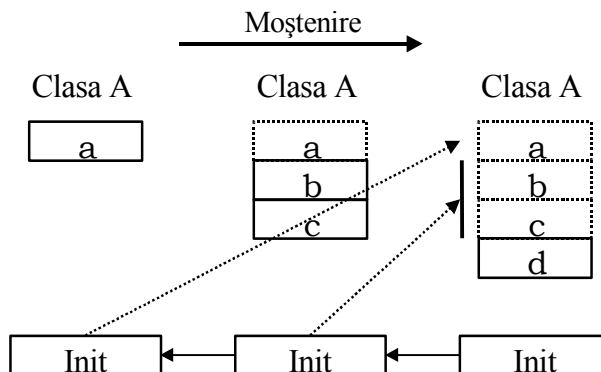 Moştenire
Clasa A Clasa A Clasa A
a a a
b b
c c
d
Init Init Init